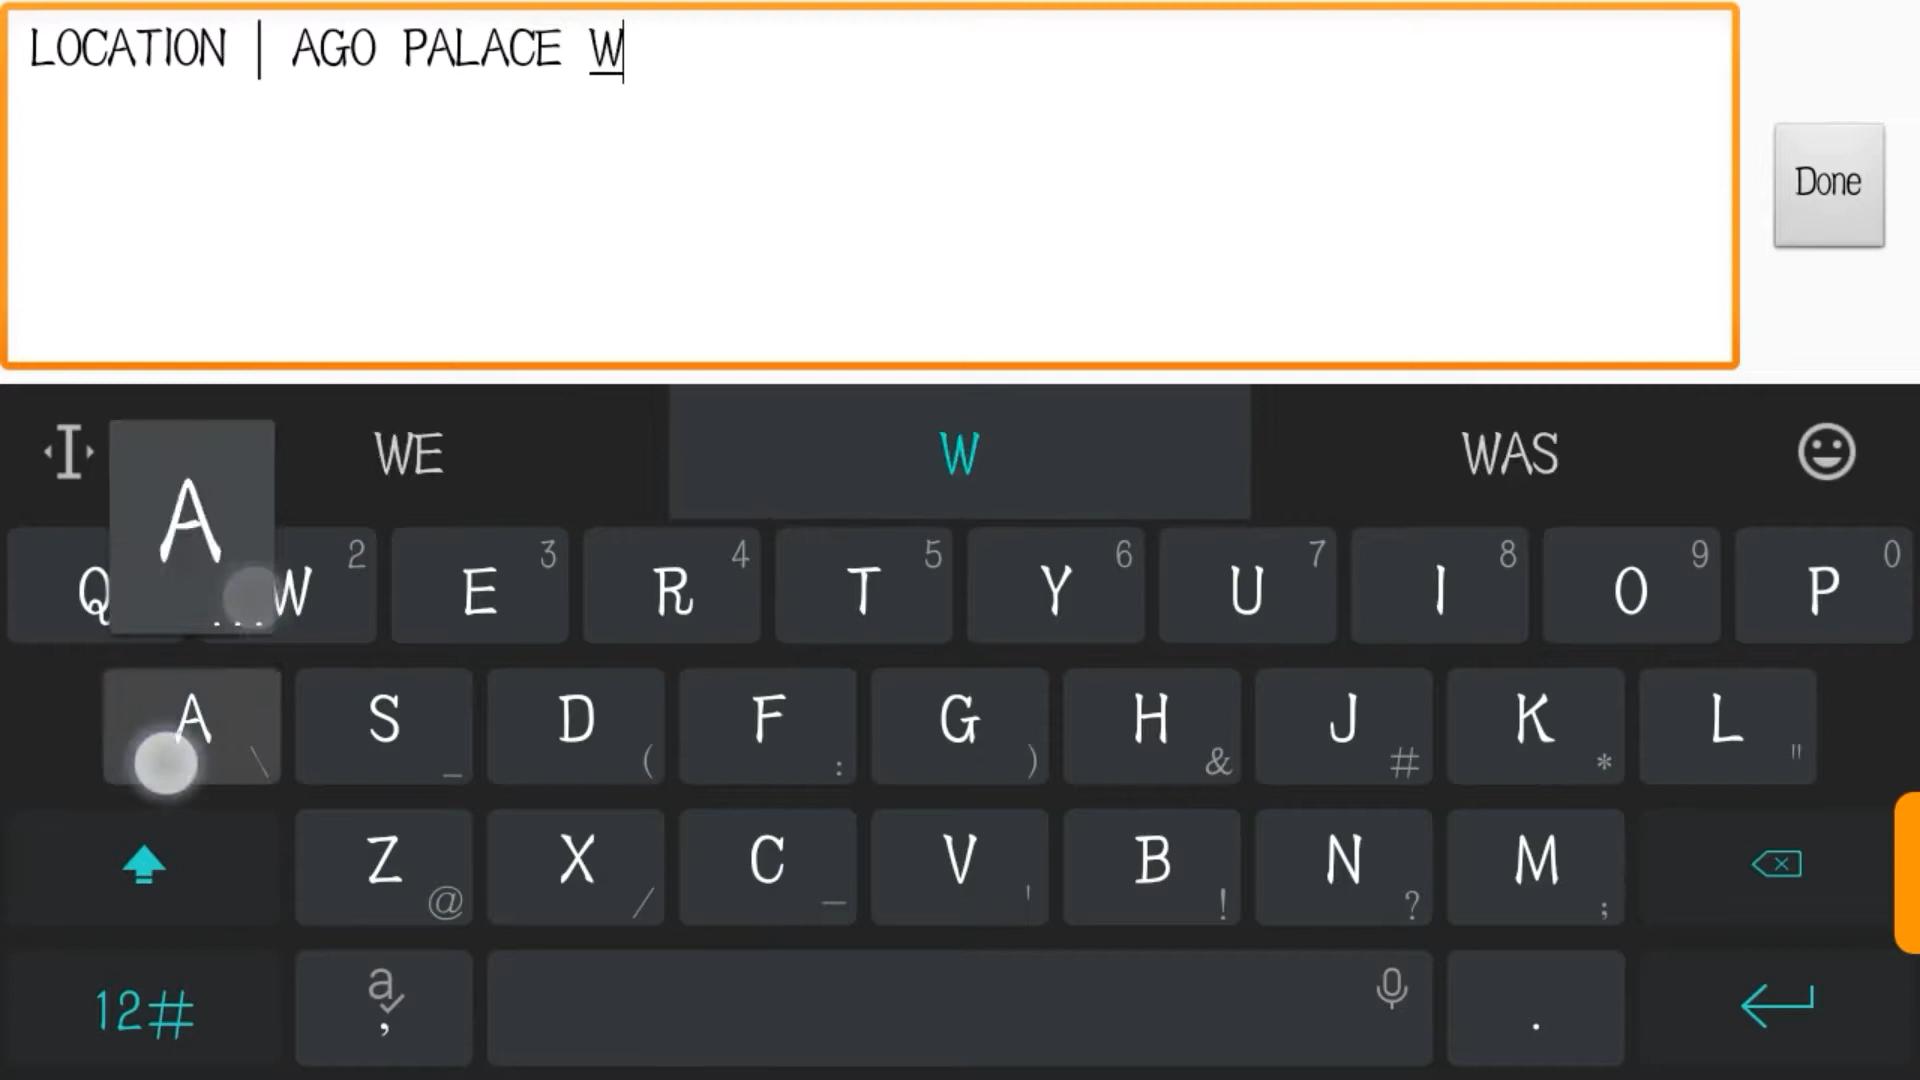 LOCATION | AGO PALACE W
Done
WE W WAS
A
Q W 2 E 3 R 4 T 5 Y 6 U 7 I 8 O 9 P 0
...
A \ S _ D ( F : G ) H & J # K * L "
Z @ X / C — V ' B ! N ? M ;
12# a , .